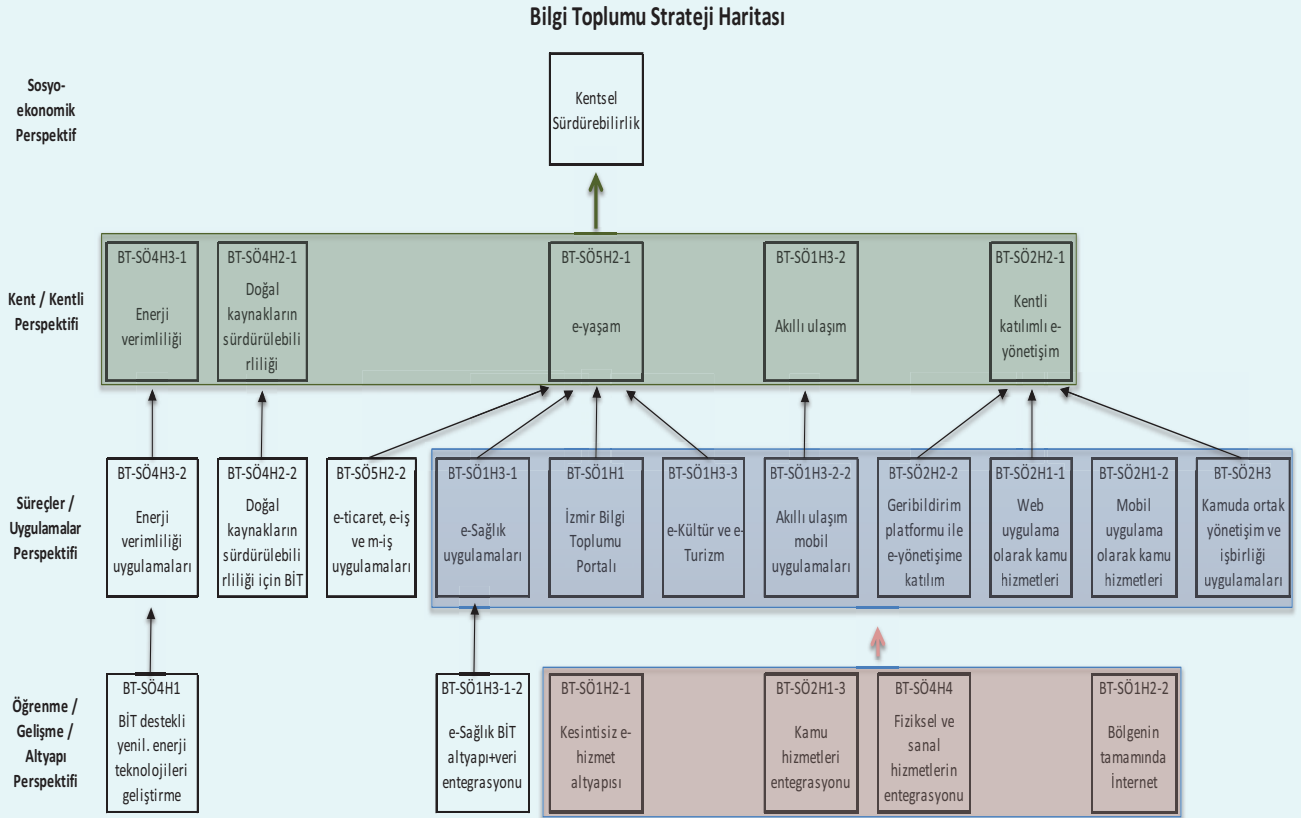 Bilgi Toplumu Strateji Haritası
Sosyo-
ekonomik
Perspektif
Kentsel
Sürdürebilirlik
Kent / Kentli
Perspektifi
BT-SÖ4H3-1
Enerji
verimliliği
BT-SÖ4H2-1
Doğal
kaynakların
sürdürülebili
rliliği
BT-SÖ5H2-1
e-yaşam
BT-SÖ1H3-2
Akıllı ulaşım
BT-SÖ2H2-1
Kentli
katılımlı e-
yönetişim
Süreçler /
Uygulamalar
Perspektifi
BT-SÖ4H3-2
Enerji
verimliliği
uygulamaları
BT-SÖ4H2-2
Doğal
kaynakların
sürdürülebili
rliliği için BİT
BT-SÖ5H2-2
e-ticaret, e-iş
ve m-iş
uygulamaları
BT-SÖ1H3-1
e-Sağlık
uygulamaları
BT-SÖ1H1
İzmir Bilgi
Toplumu
Portalı
BT-SÖ1H3-3
e-Kültür ve e-
Turizm
BT-SÖ1H3-2-2
Akıllı ulaşım
mobil
uygulamaları
BT-SÖ2H2-2
Geribildirim
platformu ile
e-yönetişime
katılım
BT-SÖ2H1-1
Web
uygulama
olarak kamu
hizmetleri
BT-SÖ2H1-2
Mobil
uygulama
olarak kamu
hizmetleri
BT-SÖ2H3
Kamuda ortak
yönetişim ve
işbirliği
uygulamaları
Öğrenme /
Gelişme /
Altyapı
Perspektifi
BT-SÖ4H1
BİT destekli
yenil. enerji
teknolojileri
geliştirme
BT-SÖ1H3-1-2
e-Sağlık BİT
altyapı+veri
entegrasyonu
BT-SÖ1H2-1
Kesintisiz e-
hizmet
altyapısı
BT-SÖ2H1-3
Kamu
hizmetleri
entegrasyonu
BT-SÖ4H4
Fiziksel ve
sanal
hizmetlerin
entegrasyonu
BT-SÖ1H2-2
Bölgenin
tamamında
İnternet